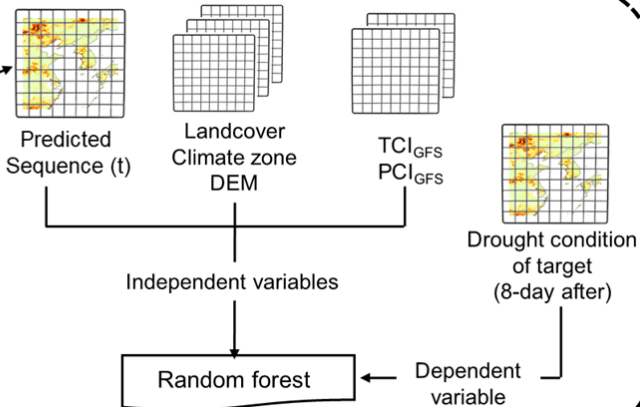 Predicted
Sequence (t)
Landcover
Climate zone
DEM
TCI_GFS
PCI_GFS
Drought condition
of target
(8-day after)
Independent variables
Random forest
Dependent
variable